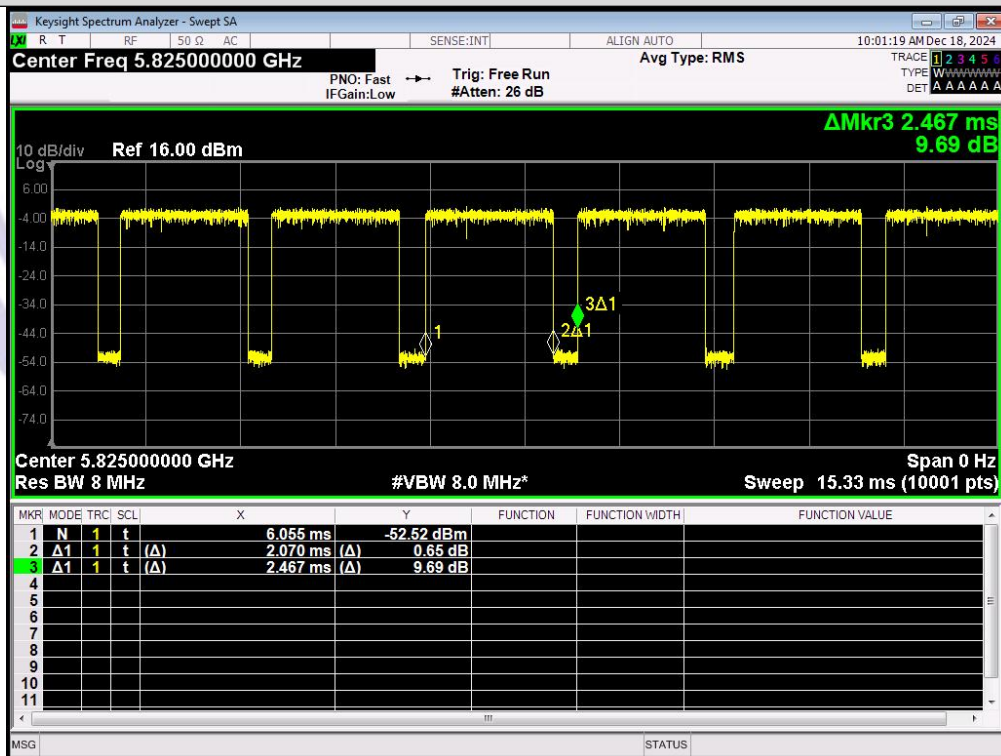 Keysight Spectrum Analyzer - Swept SA
LXI R T RF 50 Ω AC SENSE:INT ALIGN AUTO 10:01:19 AM Dec 18, 2024
Center Freq 5.825000000 GHz Avg Type: RMS TRACE 1 2 3 4 5 6
PNO: Fast Trig: Free Run TYPE WWWWWW
IFGain:Low #Atten: 26 dB DET A A A A A A
ΔMkr3 2.467 ms
10 dB/div Ref 16.00 dBm 9.69 dB
Log
6.00
-4.00
-14.0
-24.0
-34.0
3Δ1
-44.0
1 2Δ1
-54.0
-64.0
-74.0
Center 5.825000000 GHz Span 0 Hz
Res BW 8 MHz #VBW 8.0 MHz* Sweep 15.33 ms (10001 pts)
MKR MODE TRC SCL X Y FUNCTION FUNCTION WIDTH FUNCTION VALUE
1 N 1 t 6.055 ms -52.52 dBm
2 Δ1 1 t (Δ) 2.070 ms (Δ) 0.65 dB
3 Δ1 1 t (Δ) 2.467 ms (Δ) 9.69 dB
4
5
6
7
8
9
10
11
MSG STATUS